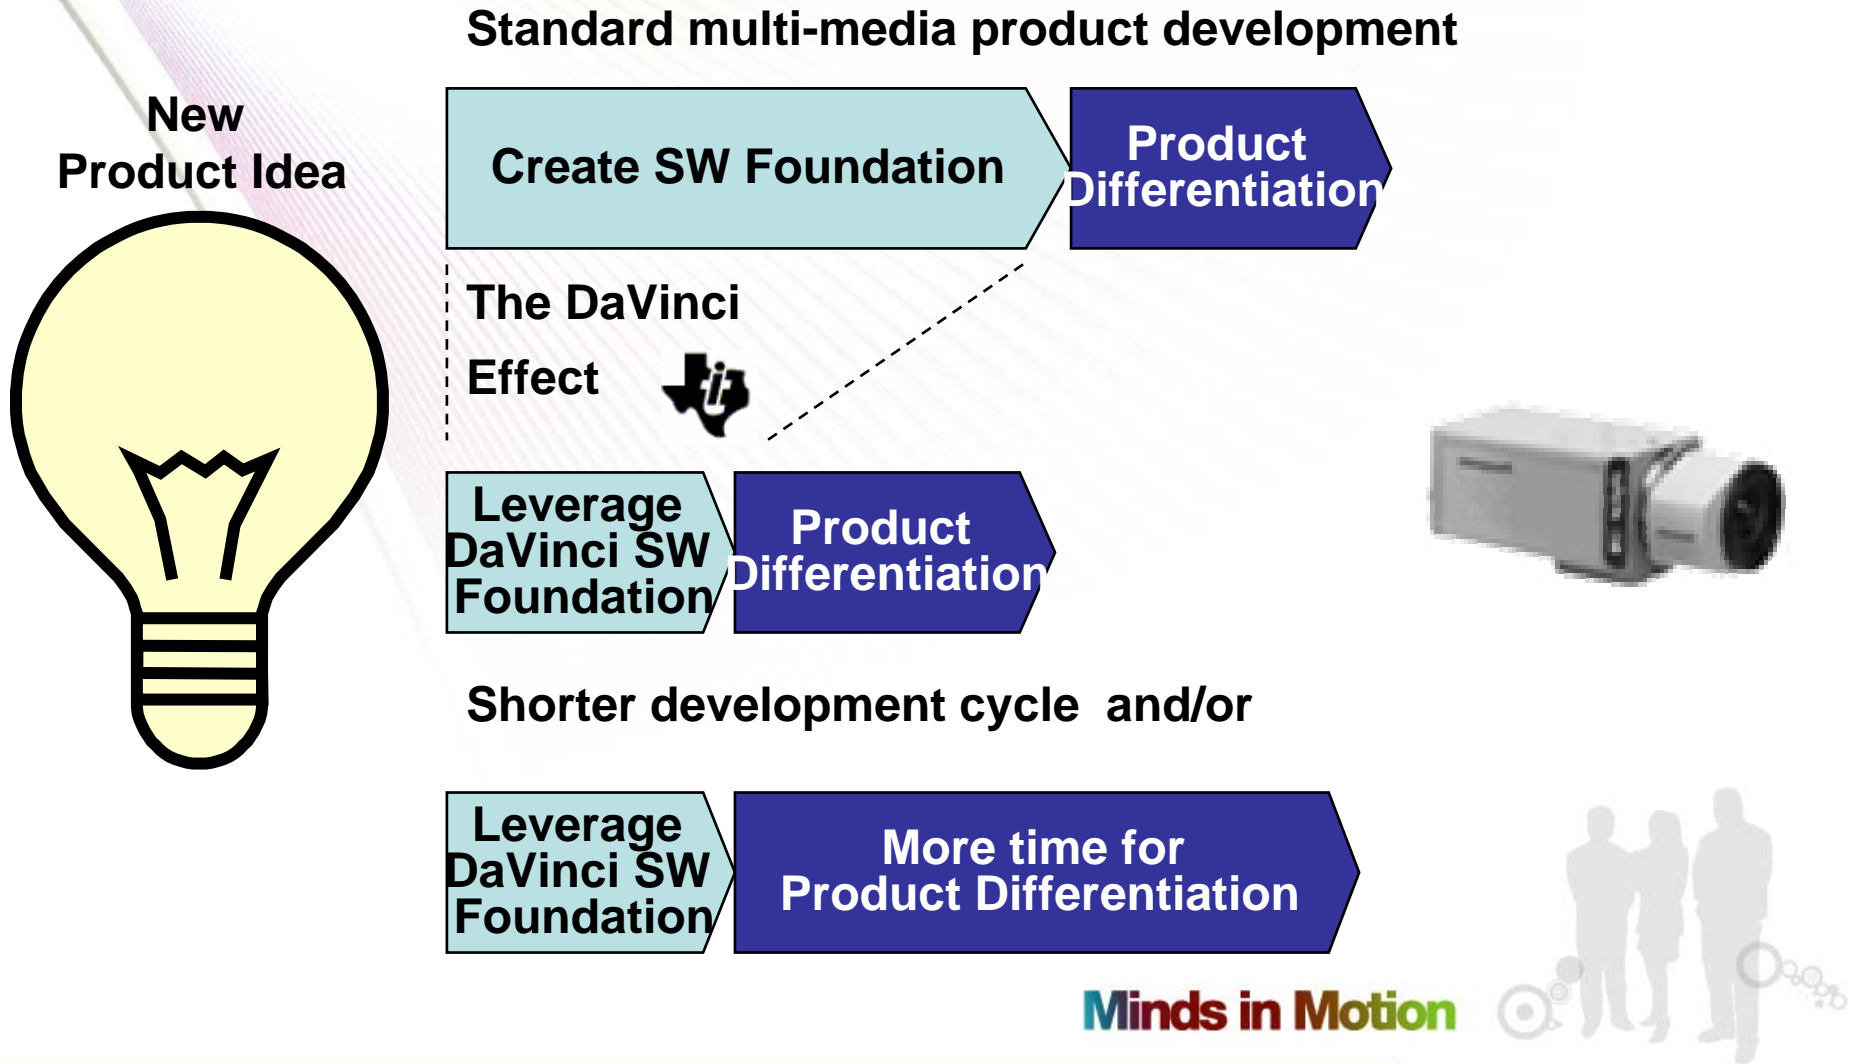 Standard multi-media product development
New
Product Idea
Create SW Foundation
Product
Differentiation
The DaVinci
Effect
ti
Leverage
DaVinci SW
Foundation
Product
Differentiation
Shorter development cycle and/or
Leverage
DaVinci SW
Foundation
More time for
Product Differentiation
Minds in Motion